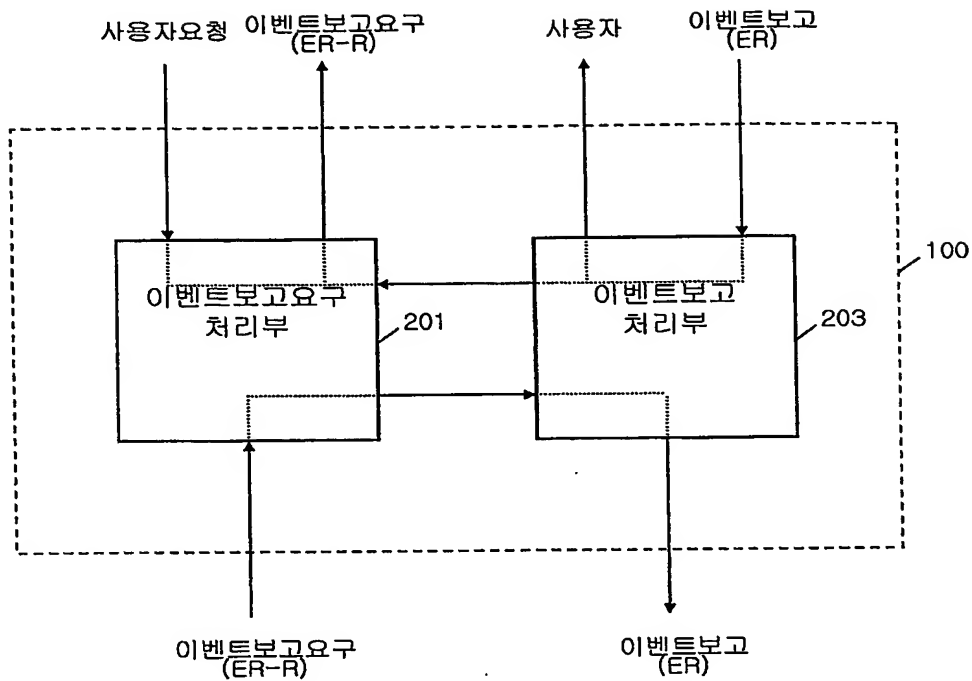 사용자요청
이벤트보고요구
(ER-R)
사용자
이벤트보고
(ER)
100
이벤트보고요구
처리부
201
이벤트보고
처리부
203
이벤트보고요구
(ER-R)
이벤트보고
(ER)